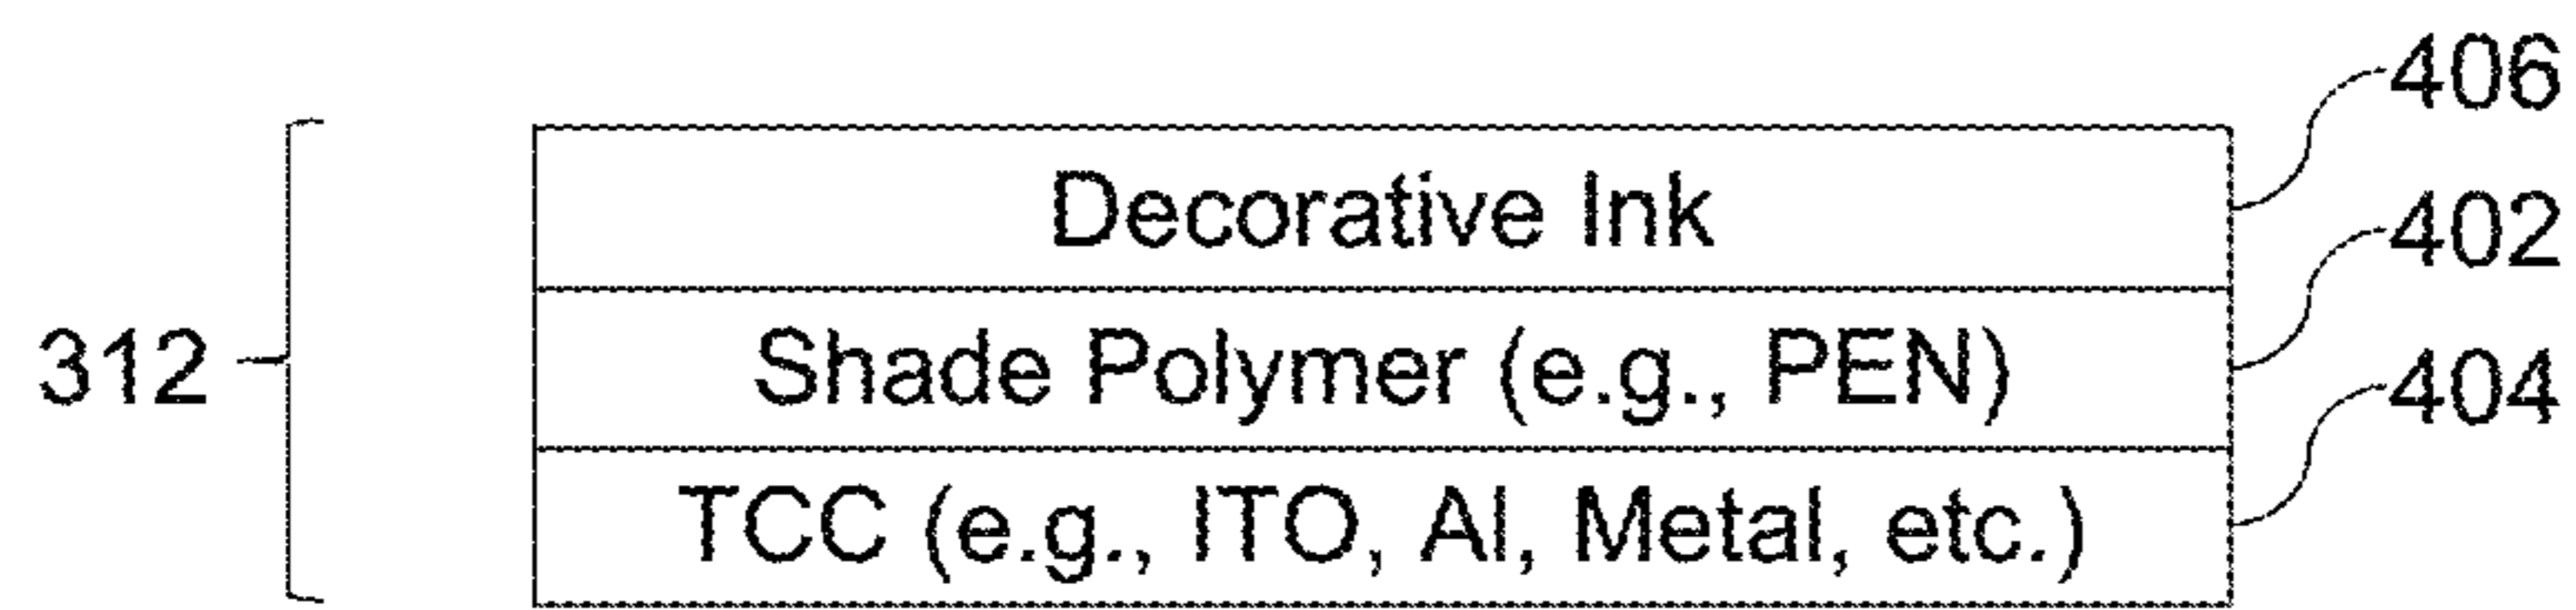 406
Decorative Ink
402
312
Shade Polymer (e.g., PEN)
404
TCC (e.g., ITO, Al, Metal, etc.)